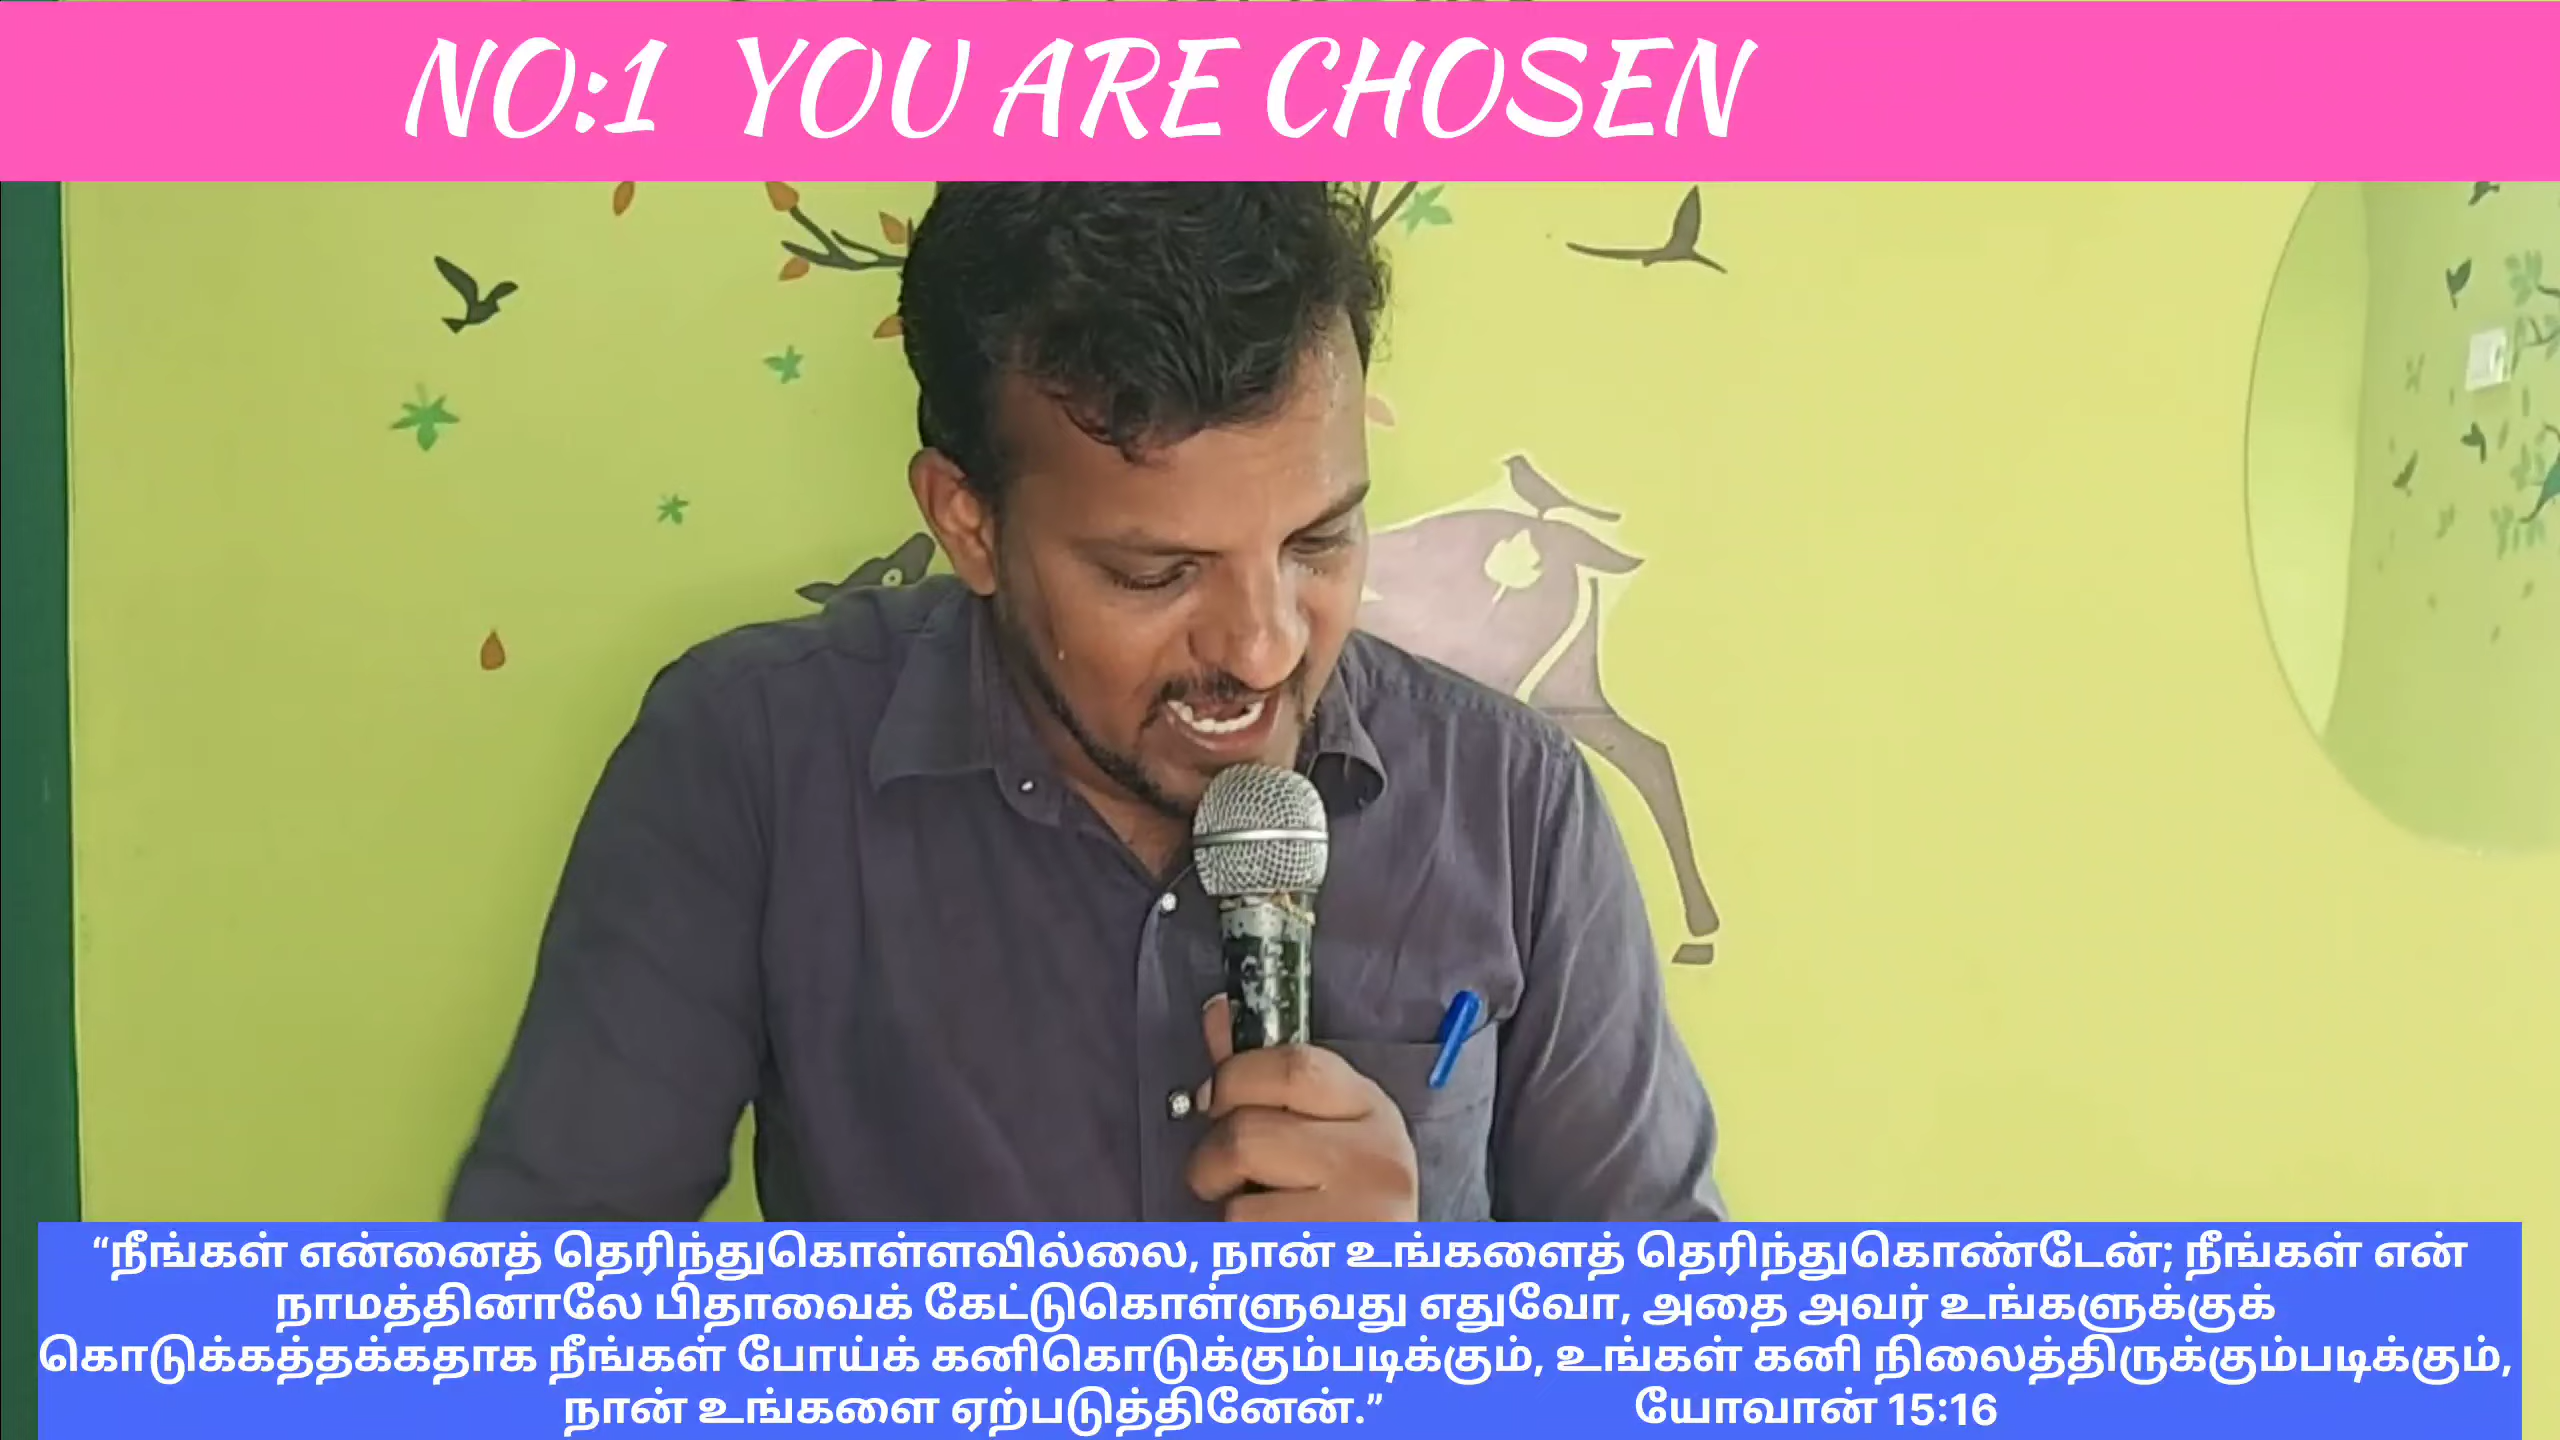 NO:1 YOU ARE CHOSEN
“நீங்கள் என்னைத் தெரிந்துகொள்ளவில்லை, நான் உங்களைத் தெரிந்துகொண்டேன்; நீங்கள் என்
நாமத்தினாலே பிதாவைக் கேட்டுகொள்ளுவது எதுவோ, அதை அவர் உங்களுக்குக்
கொடுக்கத்தக்கதாக நீங்கள் போய்க் கனிகொடுக்கும்படிக்கும், உங்கள் கனி நிலைத்திருக்கும்படிக்கும்,
நான் உங்களை ஏற்படுத்தினேன்.” யோவான் 15:16